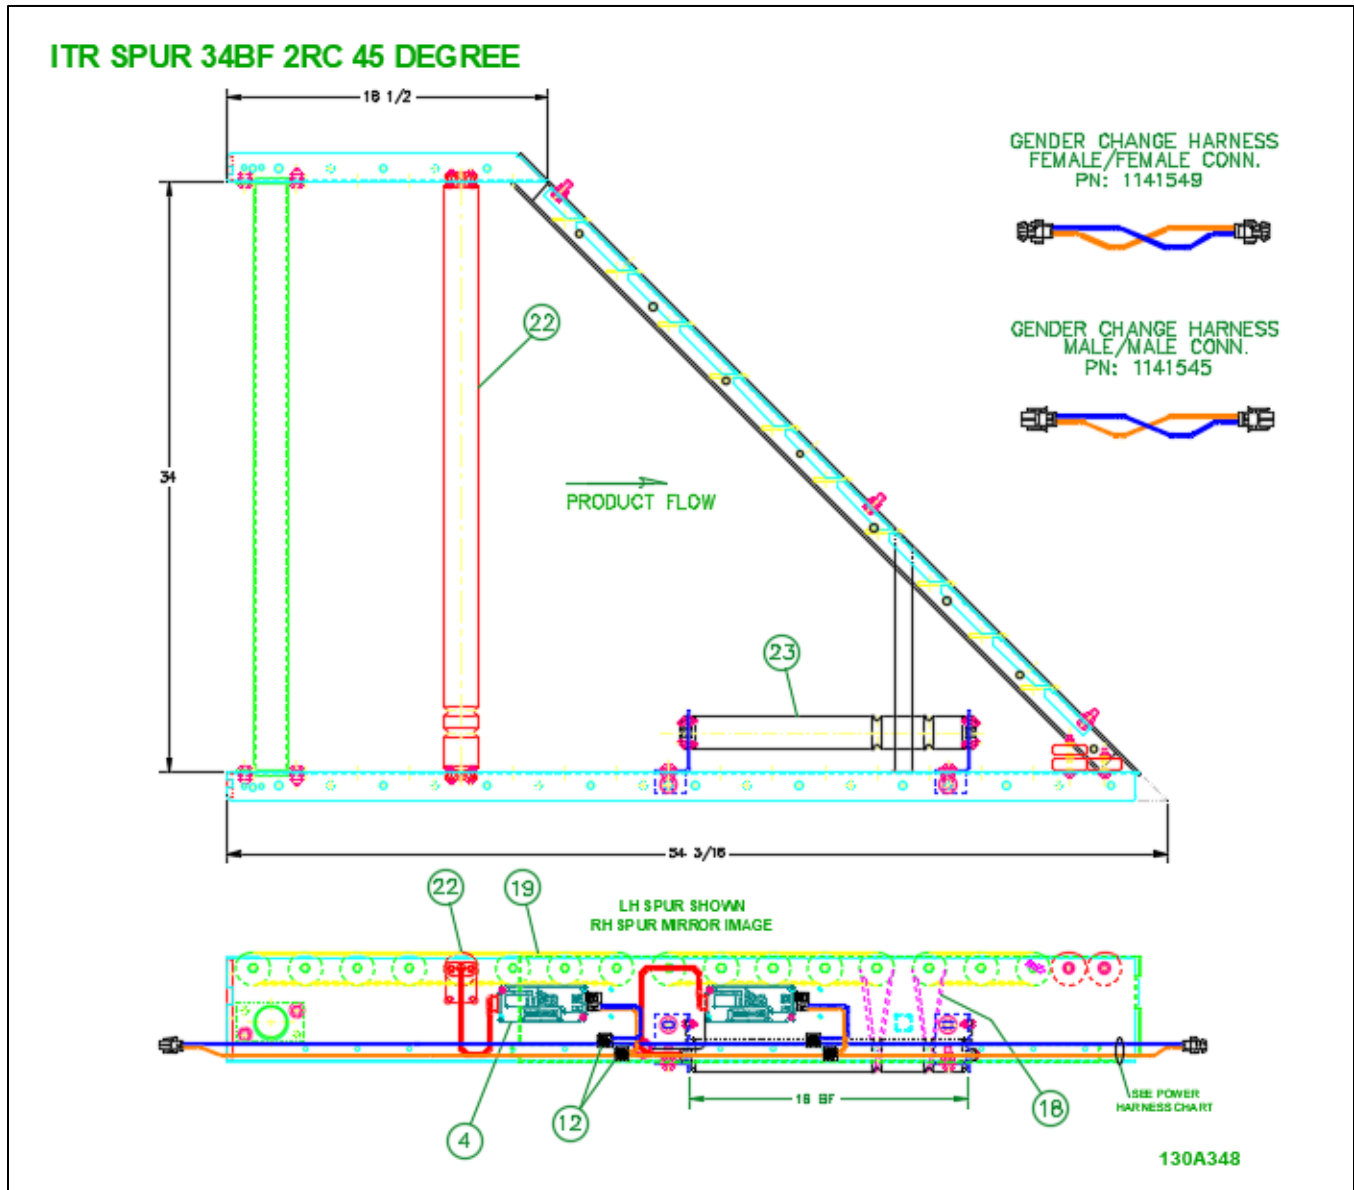 ITR SPUR 34BF 2RC 45 DEGREE
18 1/2
GENDER CHANGE HARNESS
FEMALE/FEMALE CONN.
PN: 1141549
22
GENDER CHANGE HARNESS
MALE/MALE CONN.
PN: 1141545
34
PRODUCT FLOW
23
54 3/16
22
19
LH SPUR SHOWN
RH SPUR MIRROR IMAGE
4
12
16 BF
18
SEE POWER
HARNESS CHART
130A348